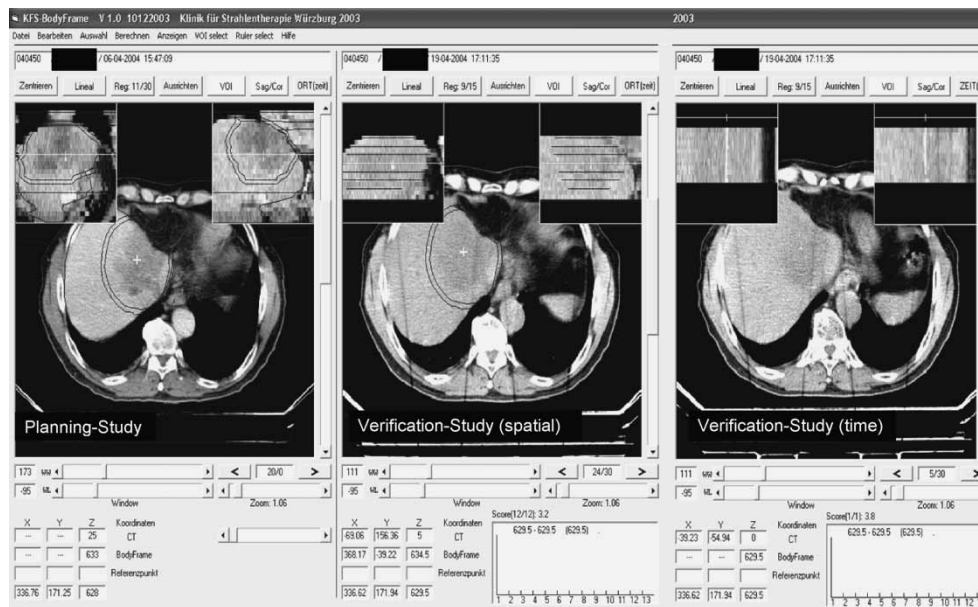 KFS-BodyFrame V 1.0 10122003 Klinik für Strahlentherapie Würzburg 2003 2003
Datei Bearbeiten Auswahl Berechnen Anzeigen VOI select Ruler select Hilfe
040450 / 06-04-2004 15:47:09
Zentrieren Lineal Reg: 11/30 Ausrichten VOI Sag/Cor ORT(zeit)
Planning-Study
173 ww < 20/0 >
-95 WL
Window Zoom: 1.06
X Y Z Koordinaten
--- --- 25 CT
--- --- 633 BodyFrame
Referenzpunkt
336.76 171.25 628
040450 / 19-04-2004 17:11:35
Zentrieren Lineal Reg: 9/15 Ausrichten VOI Sag/Cor ORT(zeit)
Verification-Study (spatial)
111 ww < 24/30 >
-95 WL
Window Zoom: 1.06
Score(12/12): 3.2
X Y Z Koordinaten
-69.06 156.36 5 CT
368.17 -39.22 634.5 BodyFrame
Referenzpunkt
336.62 171.94 629.5
629.5 - 629.5 (629.5)
1 2 3 4 5 6 7 8 9 10 11 12 13
040450 / 19-04-2004 17:11:35
Zentrieren Lineal Reg: 9/15 Ausrichten VOI Sag/Cor ZEIT(
Verification-Study (time)
111 ww < 5/30 >
-95 WL
Window Zoom: 1.06
Score(1/1): 3.8
X Y Z Koordinaten
-39.23 -54.94 0 CT
--- --- 629.5 BodyFrame
Referenzpunkt
336.62 171.94 629.5
629.5 - 629.5 (629.5)
1 2 3 4 5 6 7 8 9 10 11 12 13